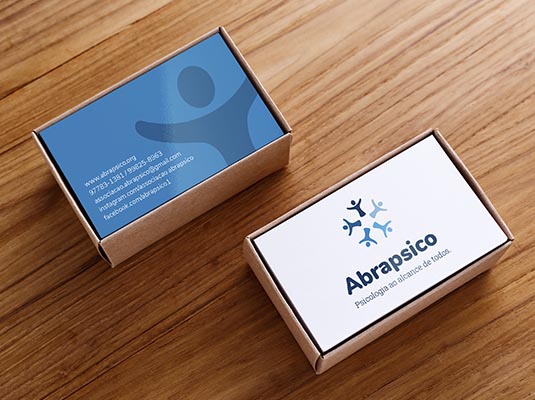 www.abrapsico.org
97783-1381 / 99825-8963
associacao.abrapsico@gmail.com
instagram.com/associacao.abrapsico
facebook.com/abrapsico1
Abrapsico
Psicologia ao alcance de todos.